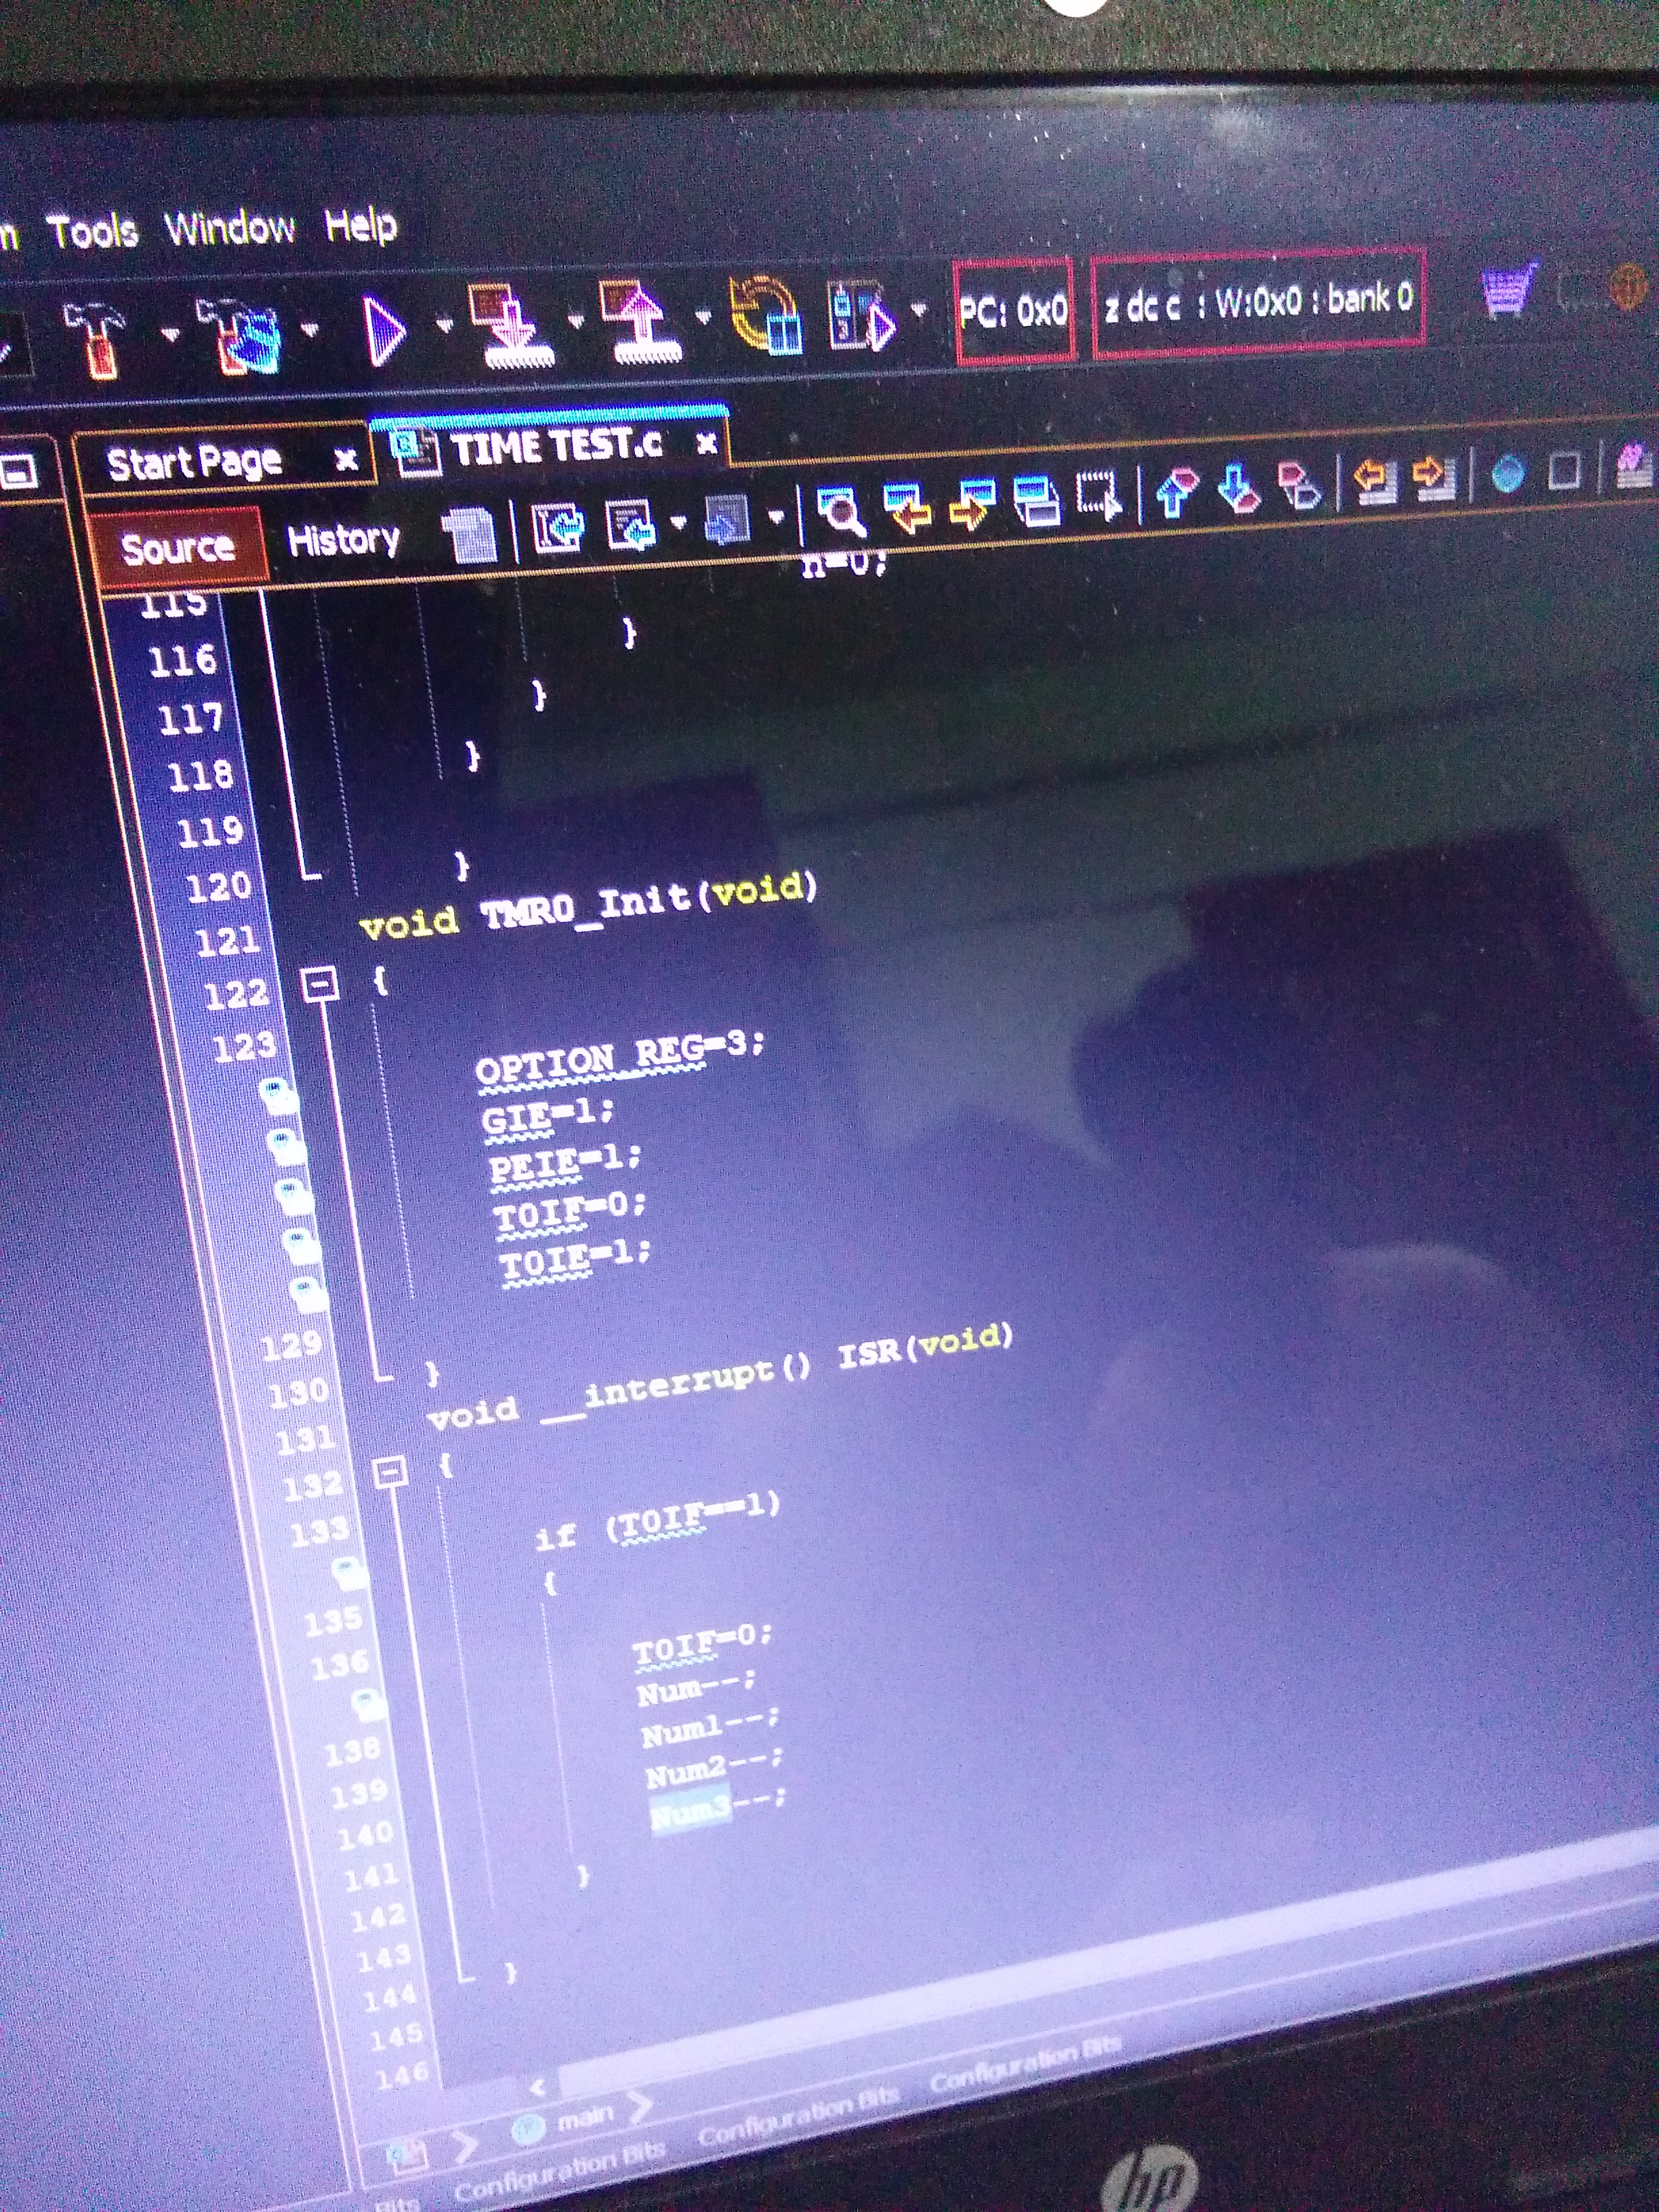 Tools Window Help
PC: 0x0 z dc c : W:0x0 : bank 0
Start Page x TIME TEST.c x
Source History
115 n=0;
116 }
117 }
118 }
119
120 }
121 void TMR0_Init(void)
122 {
123
OPTION_REG=3;
GIE=1;
PEIE=1;
T0IF=0;
T0IE=1;
129
130 }
131 void __interrupt() ISR(void)
132 {
133
if (T0IF==1)
135 {
136
T0IF=0;
138 Num--;
139 Num1--;
140 Num2--;
141 Num3--;
142 }
143
144 }
145
146
main
Bits Configuration Bits Configuration Bits Configuration Bits
hp